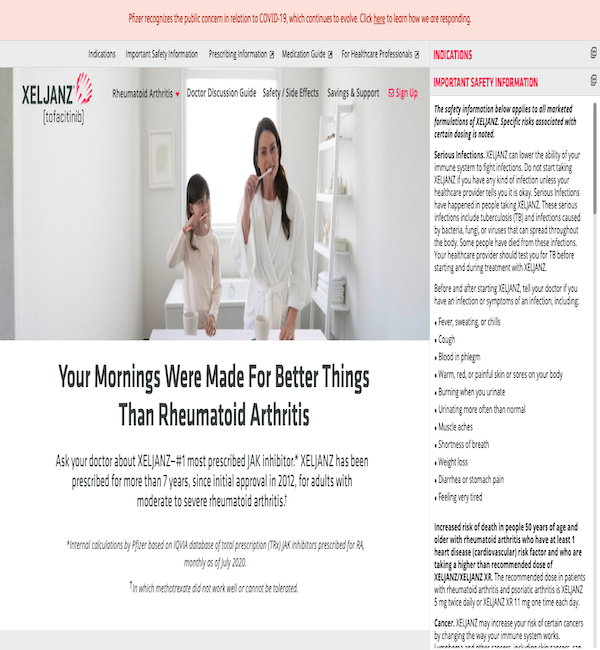 Pfizer recognizes the public concern in relation to COVID-19, which continues to evolve. Click here to learn how we are responding.
Indications
Important Safety Information
Prescribing Information
Medication Guide
For Healthcare Professionals
XELJANZ
(tofacitinib)
Rheumatoid Arthritis
Doctor Discussion Guide
Safety / Side Effects
Savings & Support
Sign Up
Your Mornings Were Made For Better Things
Than Rheumatoid Arthritis
Ask your doctor about XELJANZ–#1 most prescribed JAK inhibitor.* XELJANZ has been
prescribed for more than 7 years, since initial approval in 2012, for adults with
moderate to severe rheumatoid arthritis.†
*Internal calculations by Pfizer based on IQVIA database of total prescription (TRx) JAK inhibitors prescribed for RA,
monthly as of July 2020.
†In which methotrexate did not work well or cannot be tolerated.
INDICATIONS
IMPORTANT SAFETY INFORMATION
The safety information below applies to all marketed
formulations of XELJANZ. Specific risks associated with
certain dosing is noted.
Serious Infections. XELJANZ can lower the ability of your
immune system to fight infections. Do not start taking
XELJANZ if you have any kind of infection unless your
healthcare provider tells you it is okay. Serious Infections
have happened in people taking XELJANZ. These serious
infections include tuberculosis (TB) and infections caused
by bacteria, fungi, or viruses that can spread throughout
the body. Some people have died from these infections.
Your healthcare provider should test you for TB before
starting and during treatment with XELJANZ.
Before and after starting XELJANZ, tell your doctor if you
have an infection or symptoms of an infection, including:
• Fever, sweating, or chills
• Cough
• Blood in phlegm
• Warm, red, or painful skin or sores on your body
• Burning when you urinate
• Urinating more often than normal
• Muscle aches
• Shortness of breath
• Weight loss
• Diarrhea or stomach pain
• Feeling very tired
Increased risk of death in people 50 years of age and
older with rheumatoid arthritis who have at least 1
heart disease (cardiovascular) risk factor and who are
taking a higher than recommended dose of
XELJANZ/XELJANZ XR. The recommended dose in patients
with rheumatoid arthritis and psoriatic arthritis is XELJANZ
5 mg twice daily or XELJANZ XR 11 mg one time each day.
Cancer. XELJANZ may increase your risk of certain cancers
by changing the way your immune system works.
Lymphoma and other cancers, including skin cancers, can